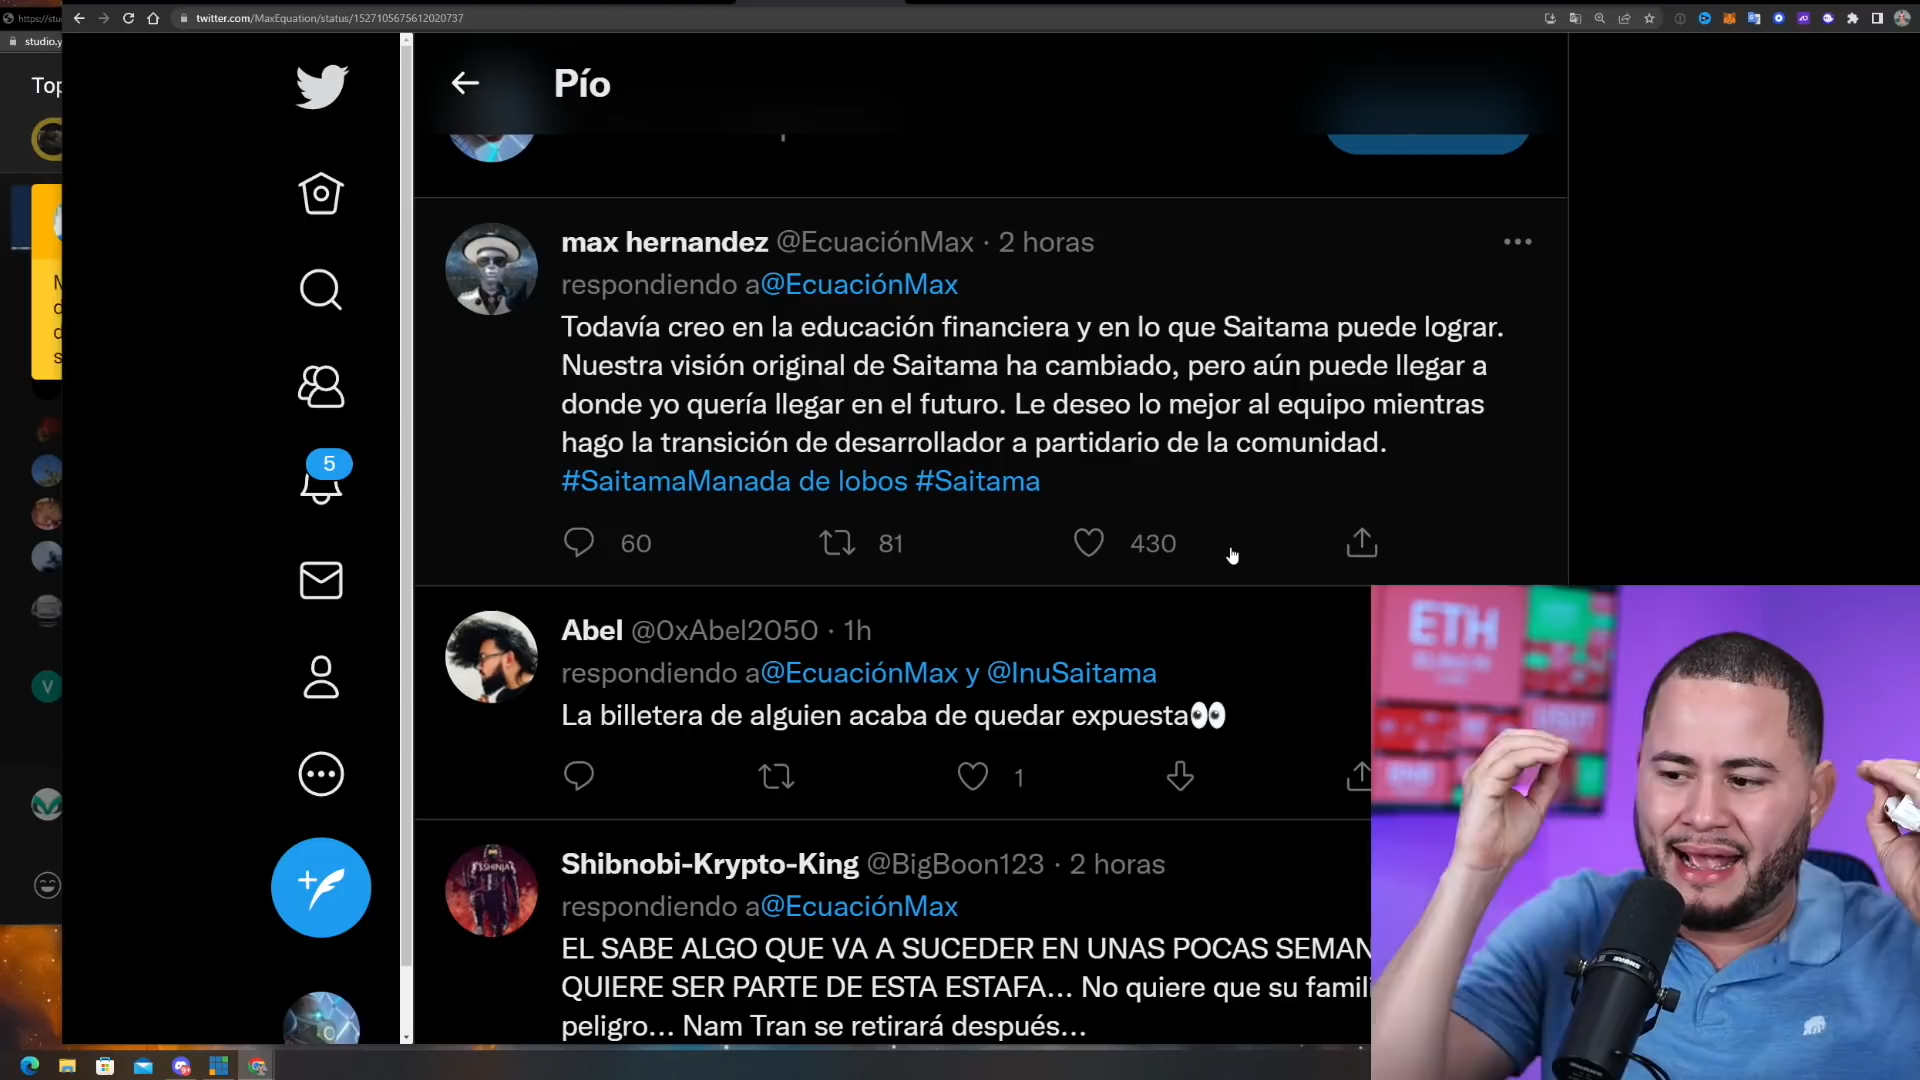 https://stu
twitter.com/MaxEquation/status/1527105675612020737
studio.y
Top
Pío
max hernandez @EcuaciónMax · 2 horas
respondiendo a@EcuaciónMax
Todavía creo en la educación financiera y en lo que Saitama puede lograr.
Nuestra visión original de Saitama ha cambiado, pero aún puede llegar a
donde yo quería llegar en el futuro. Le deseo lo mejor al equipo mientras
hago la transición de desarrollador a partidario de la comunidad.
#SaitamaManada de lobos #Saitama
60 81 430
5
Abel @0xAbel2050 · 1h
respondiendo a@EcuaciónMax y @InuSaitama
La billetera de alguien acaba de quedar expuesta👀
1
Shibnobi-Krypto-King @BigBoon123 · 2 horas
respondiendo a@EcuaciónMax
EL SABE ALGO QUE VA A SUCEDER EN UNAS POCAS SEMAN
QUIERE SER PARTE DE ESTA ESTAFA... No quiere que su famili
peligro... Nam Tran se retirará después...
ETH
V
SHINJA
SHURE